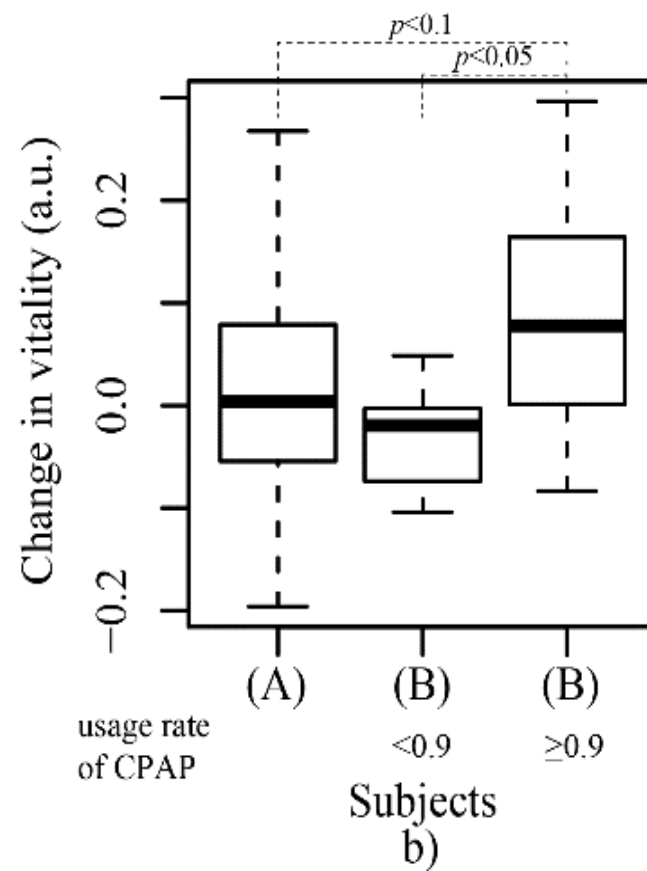 p<0.1
p<0.05
Change in vitality (a.u.)
0.2
0.0
−0.2
(A) (B) (B)
usage rate
of CPAP
<0.9 ≥0.9
Subjects
b)